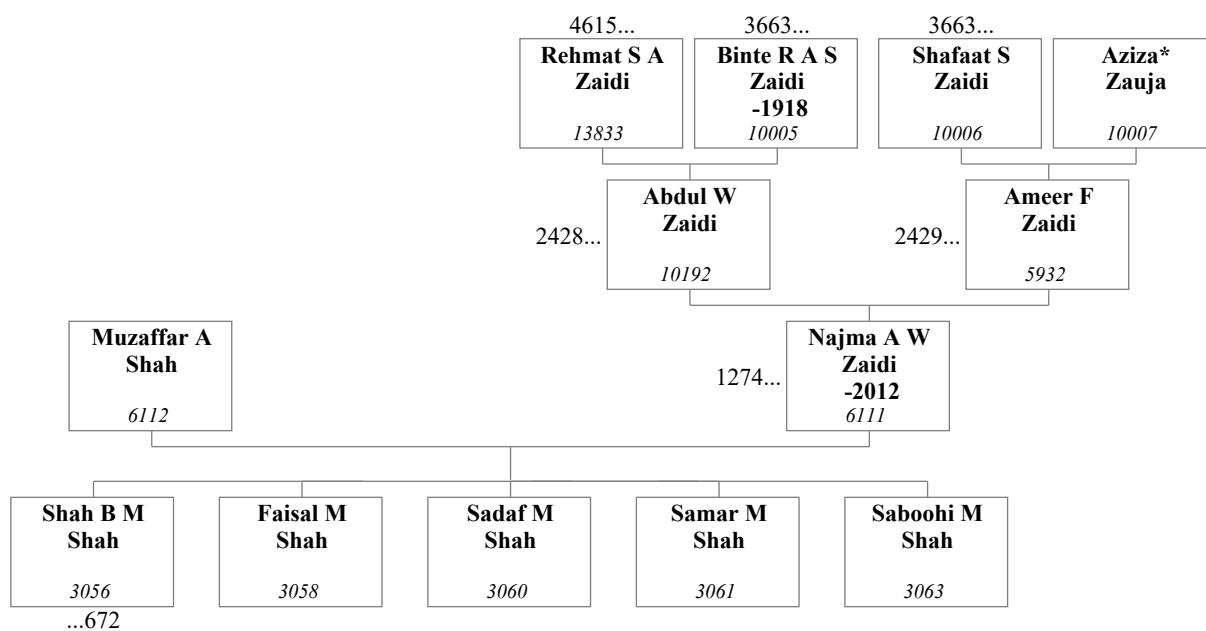 4615...
3663...
3663...
Rehmat S A
Zaidi
13833
Binte R A S
Zaidi
-1918
10005
Shafaat S
Zaidi
10006
Aziza*
Zauja
10007
2428...
Abdul W
Zaidi
10192
2429...
Ameer F
Zaidi
5932
Muzaffar A
Shah
6112
1274...
Najma A W
Zaidi
-2012
6111
Shah B M
Shah
3056
...672
Faisal M
Shah
3058
Sadaf M
Shah
3060
Samar M
Shah
3061
Saboohi M
Shah
3063